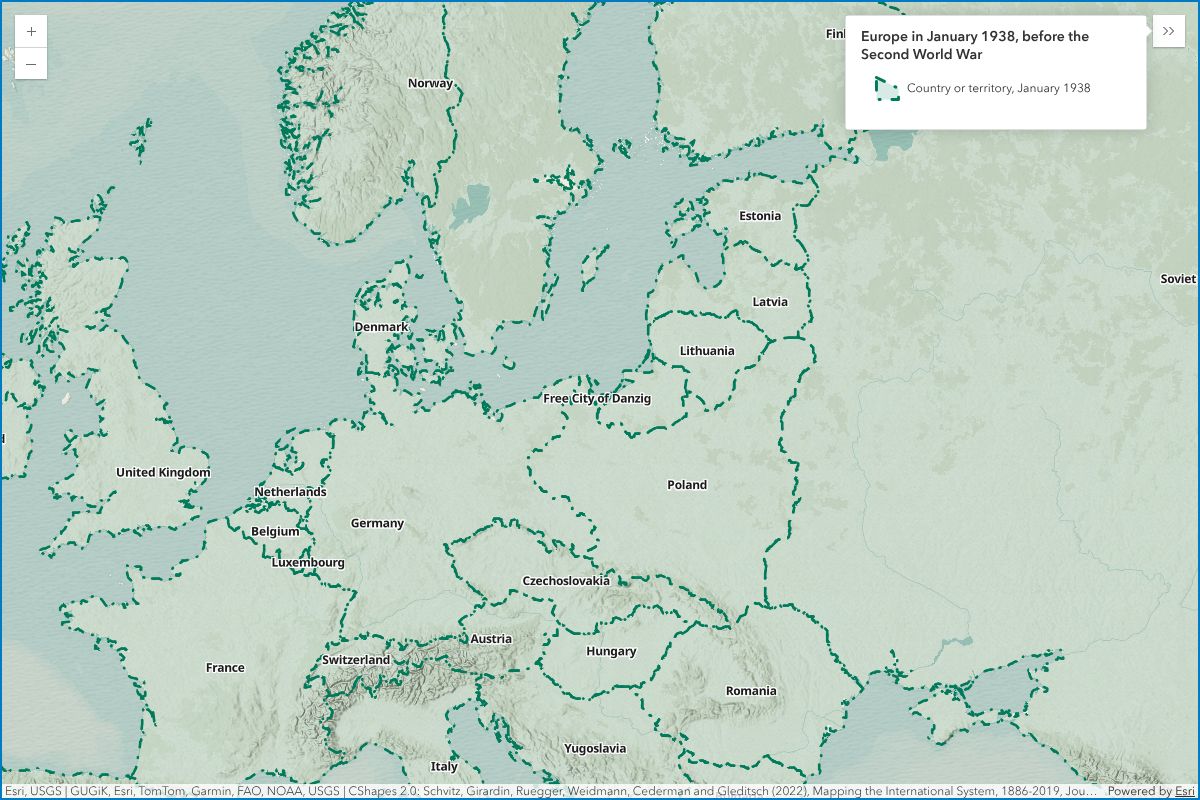 +
−
Europe in January 1938, before the
Second World War
Country or territory, January 1938
Finl
Norway
Estonia
Soviet
Latvia
Denmark
Lithuania
Free City of Danzig
d
United Kingdom
Poland
Netherlands
Germany
Belgium
Luxembourg
Czechoslovakia
Austria
Hungary
Switzerland
France
Romania
Yugoslavia
Italy
Esri, USGS | GUGiK, Esri, TomTom, Garmin, FAO, NOAA, USGS | CShapes 2.0: Schvitz, Girardin, Ruegger, Weidmann, Cederman and Gleditsch (2022), Mapping the International System, 1886-2019, Jou… Powered by Esri